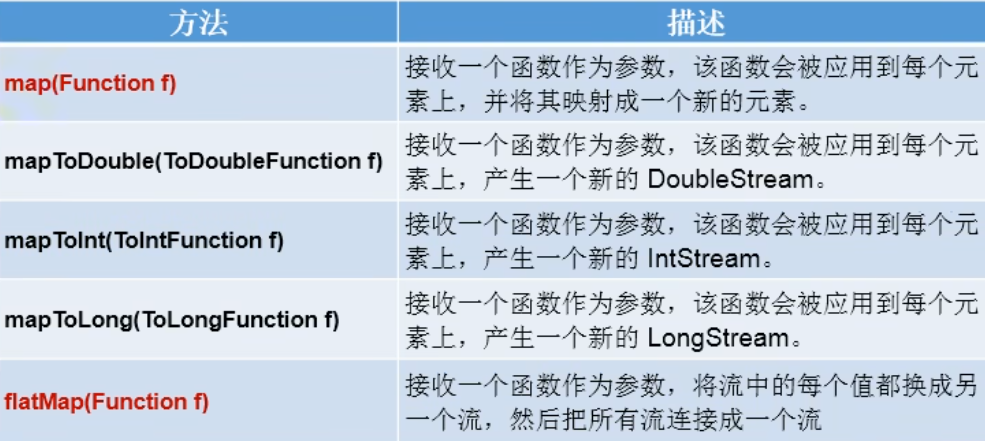 方法
描述
map(Function f)
接收一个函数作为参数，该函数会被应用到每个元
素上，并将其映射成一个新的元素。
mapToDouble(ToDoubleFunction f)
接收一个函数作为参数，该函数会被应用到每个元
素上，产生一个新的 DoubleStream。
mapToInt(ToIntFunction f)
接收一个函数作为参数，该函数会被应用到每个元
素上，产生一个新的 IntStream。
mapToLong(ToLongFunction f)
接收一个函数作为参数，该函数会被应用到每个元
素上，产生一个新的 LongStream。
flatMap(Function f)
接收一个函数作为参数，将流中的每个值都换成另
一个流，然后把所有流连接成一个流